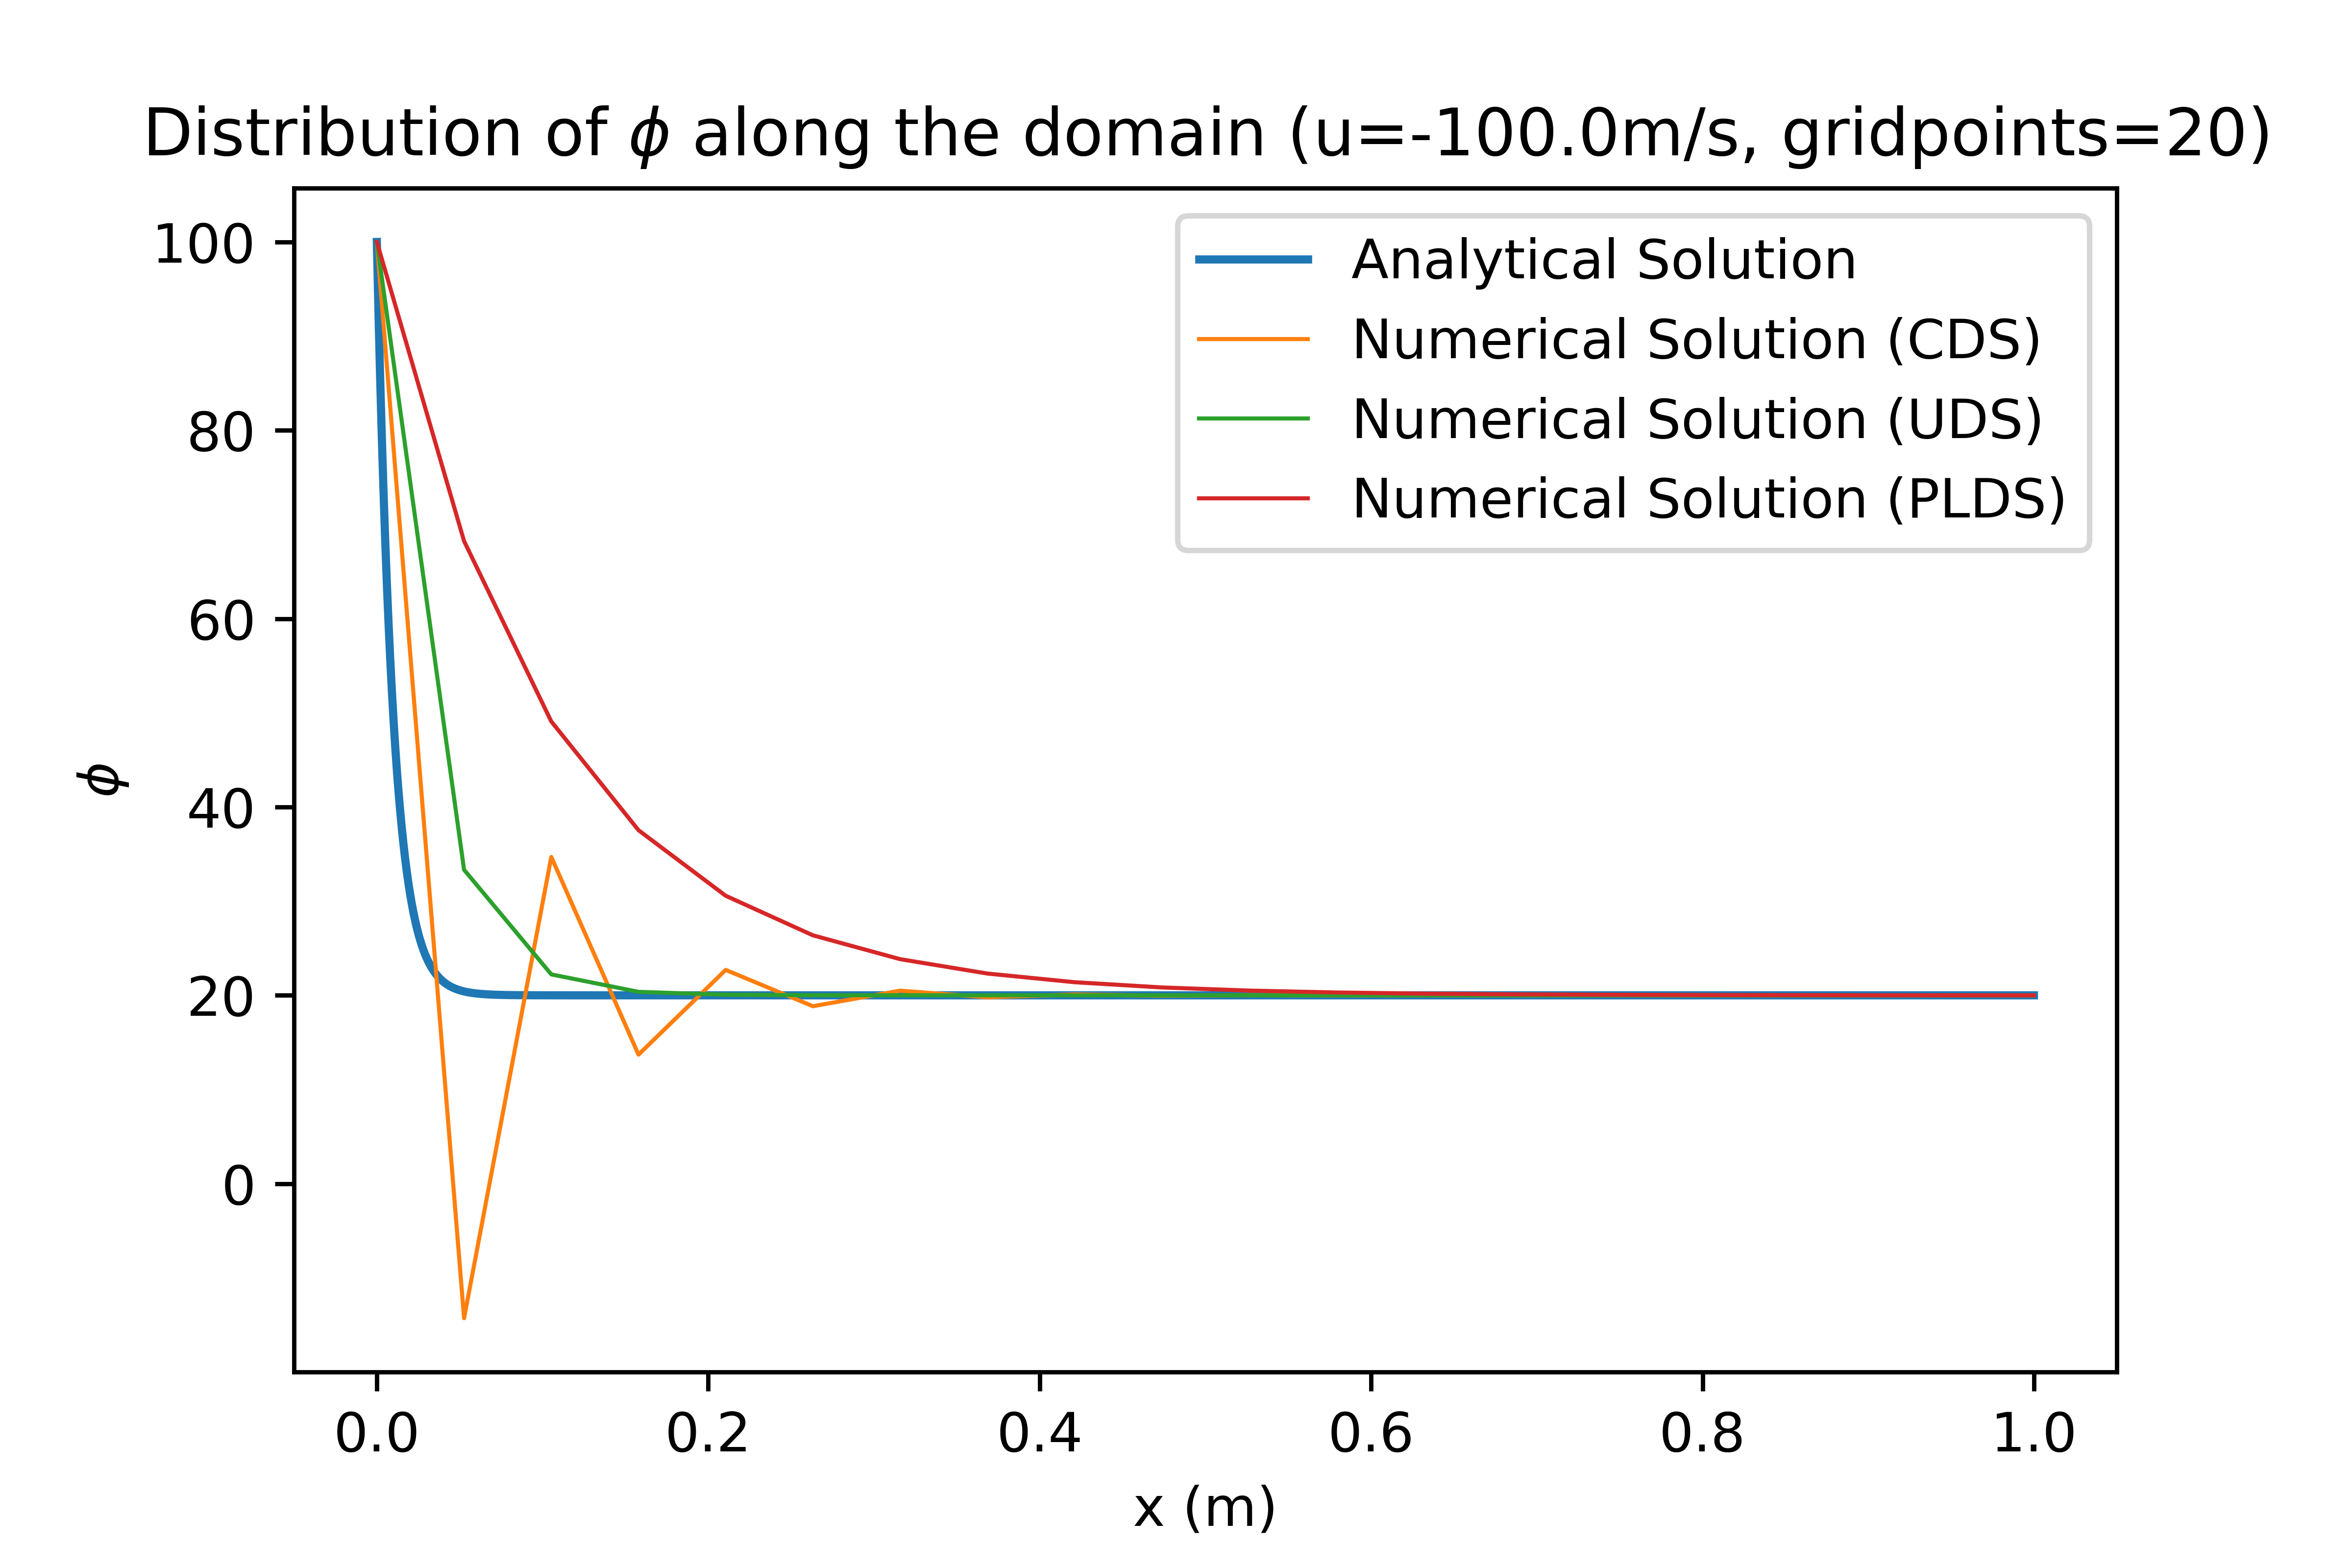 Distribution of ϕ along the domain (u=-100.0m/s, gridpoints=20)
Analytical Solution
Numerical Solution (CDS)
Numerical Solution (UDS)
Numerical Solution (PLDS)
ϕ
100
80
60
40
20
0
0.0 0.2 0.4 0.6 0.8 1.0
x (m)